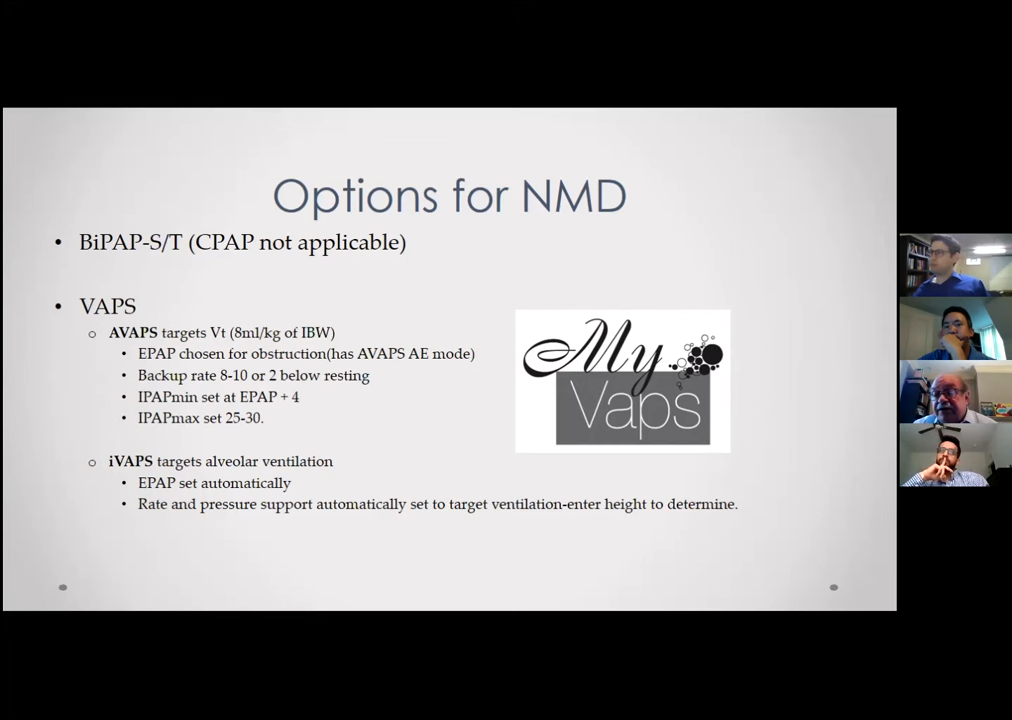 Options for NMD
• BiPAP-S/T (CPAP not applicable)
• VAPS
o AVAPS targets Vt (8ml/kg of IBW)
• EPAP chosen for obstruction(has AVAPS AE mode)
• Backup rate 8-10 or 2 below resting
• IPAPmin set at EPAP + 4
• IPAPmax set 25-30.
My
Vaps
o iVAPS targets alveolar ventilation
• EPAP set automatically
• Rate and pressure support automatically set to target ventilation-enter height to determine.